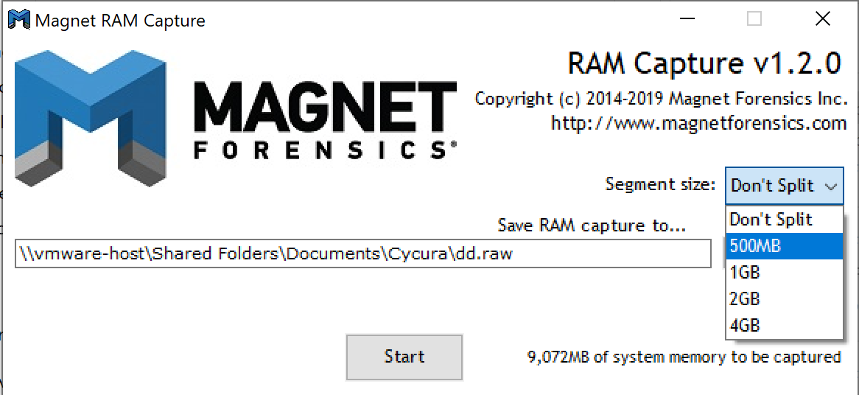 Magnet RAM Capture
MAGNET
FORENSICS®
RAM Capture v1.2.0
Copyright (c) 2014-2019 Magnet Forensics Inc.
http://www.magnetforensics.com
Segment size: Don't Split
Don't Split
500MB
1GB
2GB
4GB
Save RAM capture to...
\\vmware-host\Shared Folders\Documents\Cycura\dd.raw
Start
9,072MB of system memory to be captured